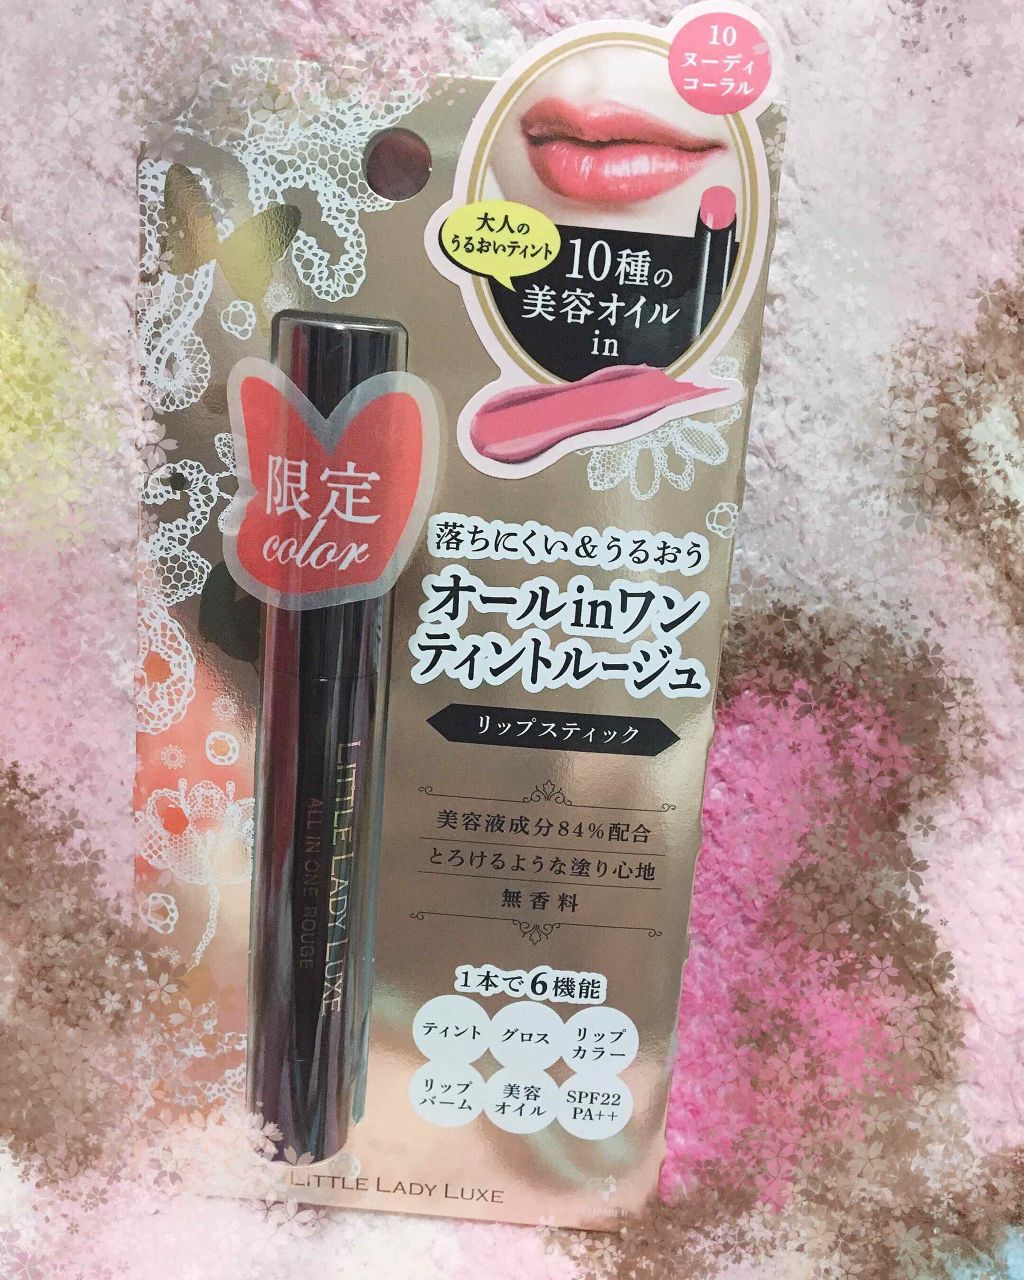 10
ヌーディ
コーラル
大人の
うるおいティント
10種の
美容オイル
in
限定
color
落ちにくい&うるおう
オールinワン
ティントルージュ
リップスティック
LITTLE LADY LUXE
ALL IN ONE ROUGE
美容液成分84%配合
とろけるような塗り心地
無香料
1本で6機能
ティント
グロス
リップ
カラー
リップ
バーム
美容
オイル
SPF22
PA++
LITTLE LADY LUXE